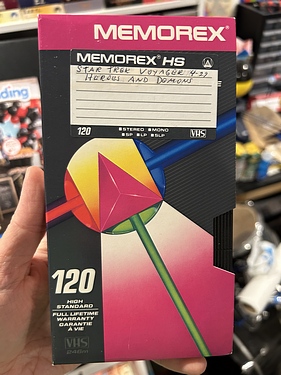 MEMOREX
MEMOREX HS
STAR TREK VOYAGER 4-27
HEROES AND DOMONS
120
STEREO MONO
SP LP SLP
VHS
120
HIGH
STANDARD
FULL LIFETIME
WARRANTY
GARANTIE
À VIE
VHS